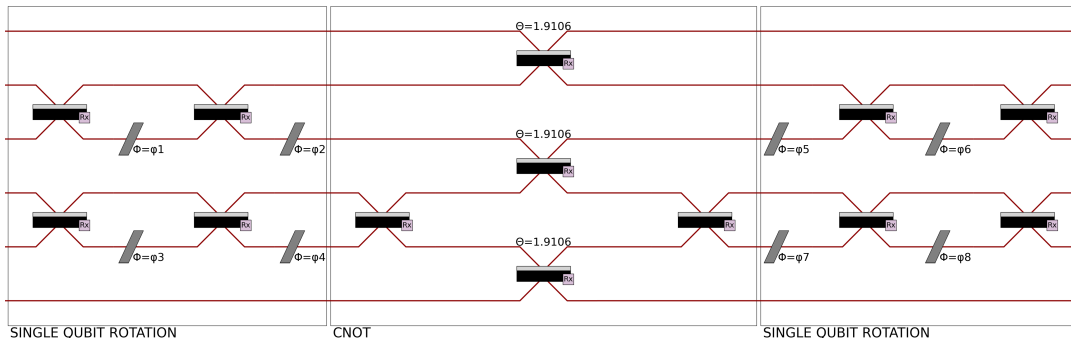 Θ=1.9106
Rx
Rx
Rx
Rx
Rx
Φ=φ1
Φ=φ2
Θ=1.9106
Φ=φ5
Φ=φ6
Rx
Rx
Rx
Rx
Rx
Rx
Rx
Φ=φ3
Φ=φ4
Θ=1.9106
Φ=φ7
Φ=φ8
Rx
SINGLE QUBIT ROTATION
CNOT
SINGLE QUBIT ROTATION